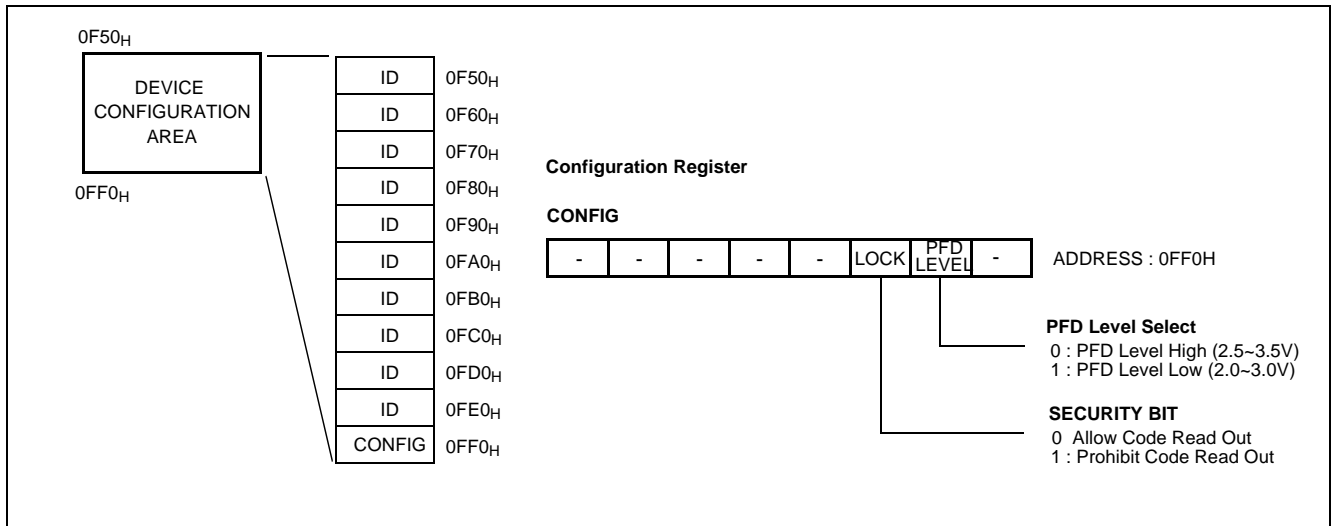 0F50H
DEVICE
CONFIGURATION
AREA
0FF0H
ID 0F50H
ID 0F60H
ID 0F70H
ID 0F80H
ID 0F90H
ID 0FA0H
ID 0FB0H
ID 0FC0H
ID 0FD0H
ID 0FE0H
CONFIG 0FF0H
Configuration Register
CONFIG
- - - - - LOCK PFD LEVEL - ADDRESS : 0FF0H
PFD Level Select
0 : PFD Level High (2.5~3.5V)
1 : PFD Level Low (2.0~3.0V)
SECURITY BIT
0 Allow Code Read Out
1 : Prohibit Code Read Out